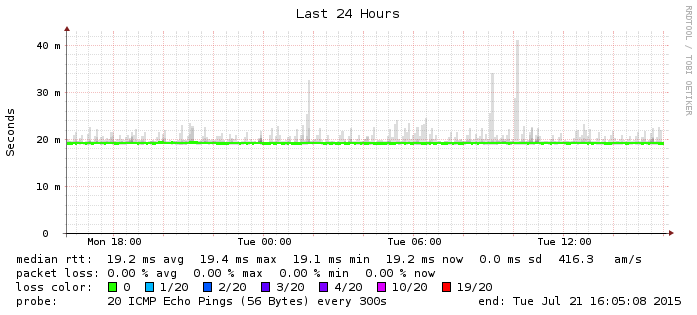 Last 24 Hours
RRDTOOL / TOBI OETIKER
Seconds
40 m
30 m
20 m
10 m
0
Mon 18:00 Tue 00:00 Tue 06:00 Tue 12:00
median rtt: 19.2 ms avg 19.4 ms max 19.1 ms min 19.2 ms now 0.0 ms sd 416.3 am/s
packet loss: 0.00 % avg 0.00 % max 0.00 % min 0.00 % now
loss color: 0 1/20 2/20 3/20 4/20 10/20 19/20
probe: 20 ICMP Echo Pings (56 Bytes) every 300s end: Tue Jul 21 16:05:08 2015